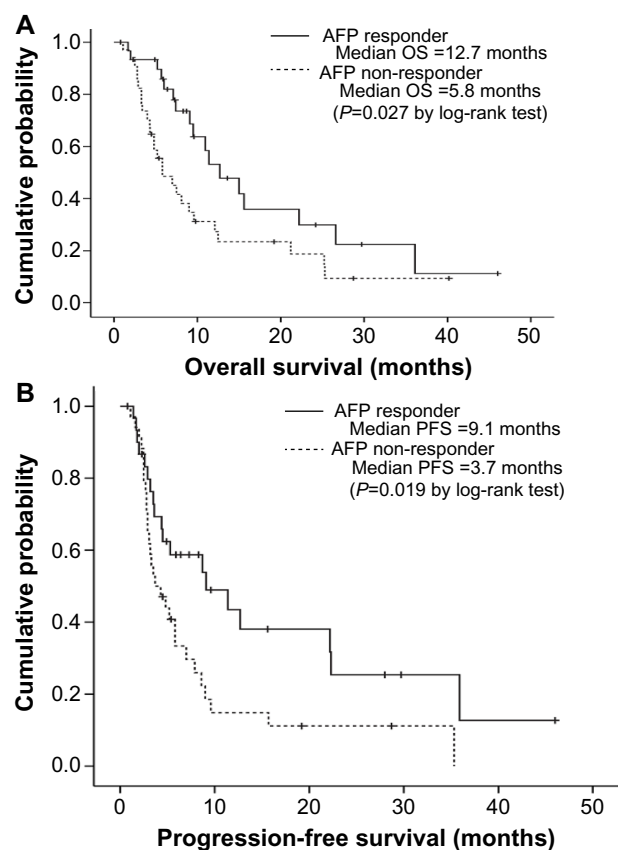 A
AFP responder
Median OS =12.7 months
AFP non-responder
Median OS =5.8 months
(P=0.027 by log-rank test)
Cumulative probability
1.0
0.8
0.6
0.4
0.2
0.0
0 10 20 30 40 50
Overall survival (months)
B
AFP responder
Median PFS =9.1 months
AFP non-responder
Median PFS =3.7 months
(P=0.019 by log-rank test)
Cumulative probability
1.0
0.8
0.6
0.4
0.2
0.0
0 10 20 30 40 50
Progression-free survival (months)